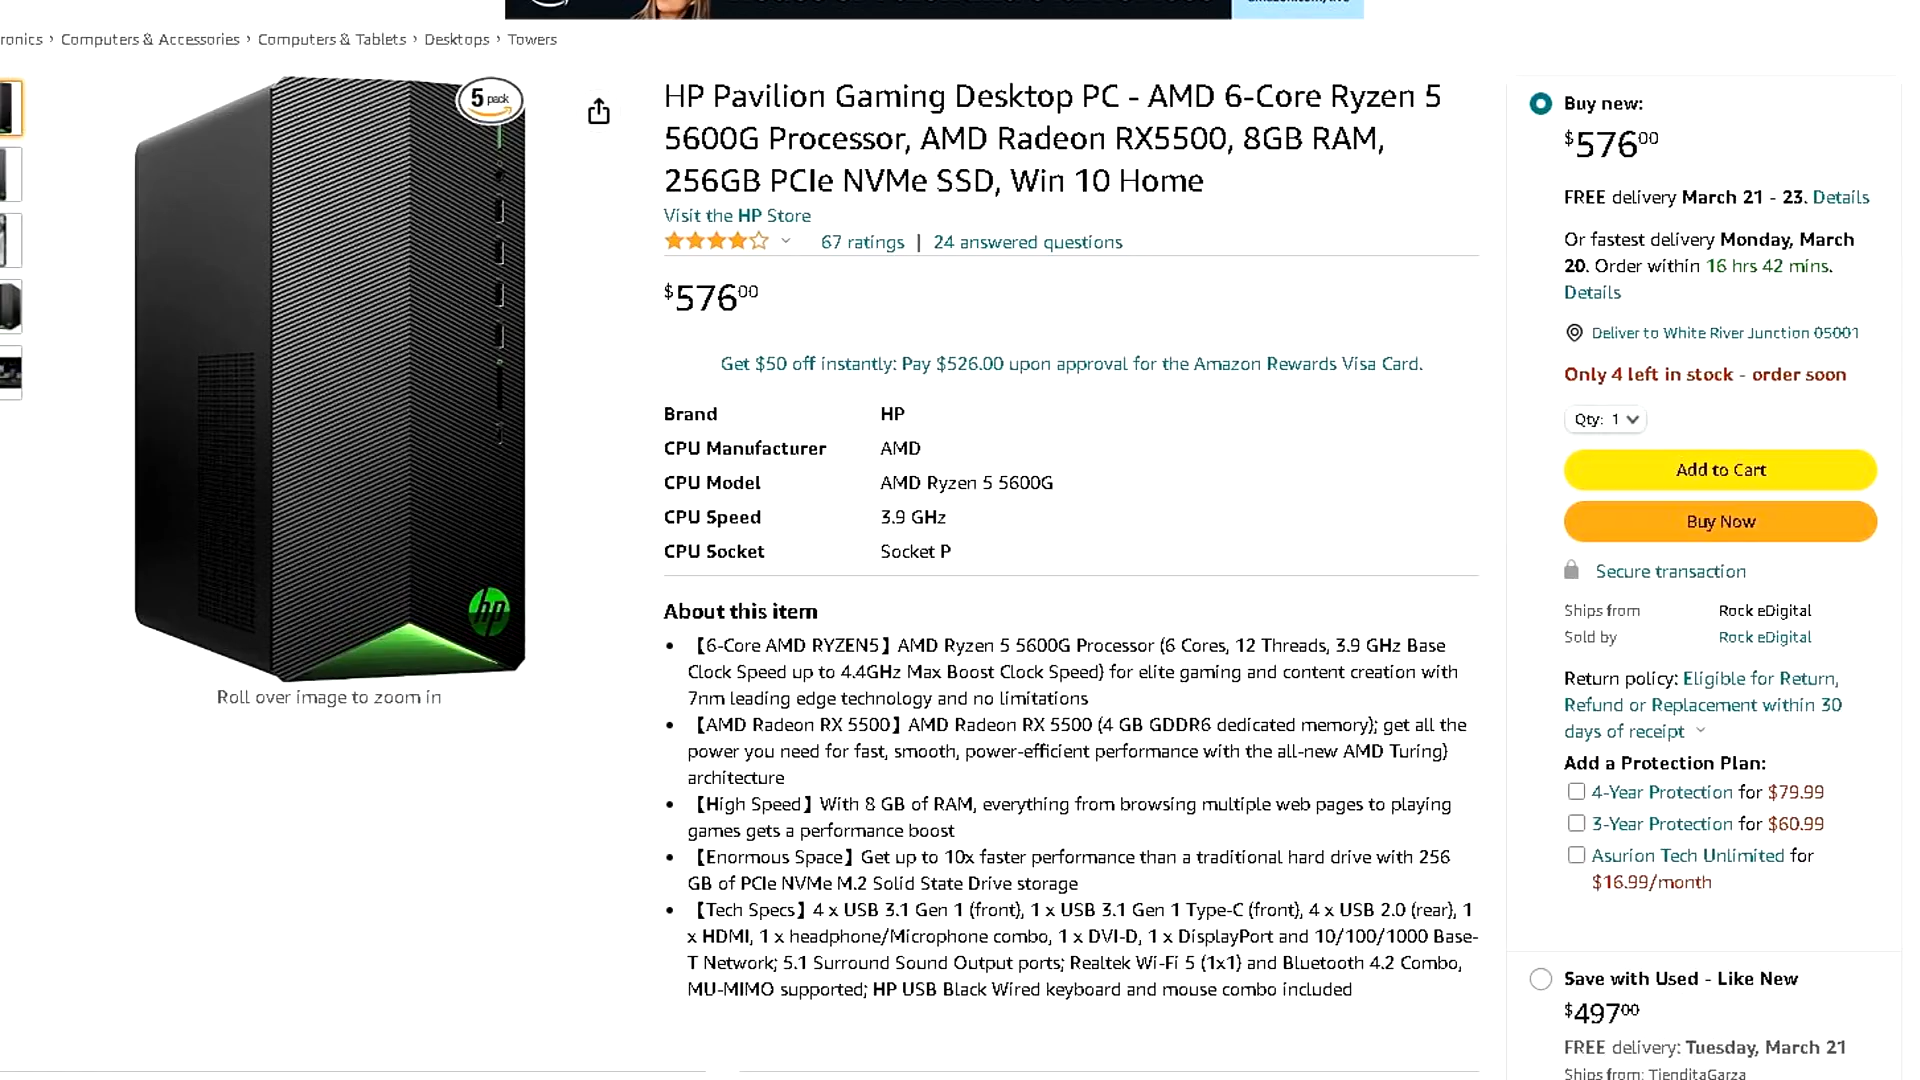 ronics › Computers & Accessories › Computers & Tablets › Desktops › Towers
5 pack
hp
Roll over image to zoom in
HP Pavilion Gaming Desktop PC - AMD 6-Core Ryzen 5
5600G Processor, AMD Radeon RX5500, 8GB RAM,
256GB PCIe NVMe SSD, Win 10 Home
Visit the HP Store
67 ratings | 24 answered questions
$576⁰⁰
Get $50 off instantly: Pay $526.00 upon approval for the Amazon Rewards Visa Card.
Brand HP
CPU Manufacturer AMD
CPU Model AMD Ryzen 5 5600G
CPU Speed 3.9 GHz
CPU Socket Socket P
About this item
• 【6-Core AMD RYZEN5】AMD Ryzen 5 5600G Processor (6 Cores, 12 Threads, 3.9 GHz Base
Clock Speed up to 4.4GHz Max Boost Clock Speed) for elite gaming and content creation with
7nm leading edge technology and no limitations
• 【AMD Radeon RX 5500】AMD Radeon RX 5500 (4 GB GDDR6 dedicated memory); get all the
power you need for fast, smooth, power-efficient performance with the all-new AMD Turing)
architecture
• 【High Speed】With 8 GB of RAM, everything from browsing multiple web pages to playing
games gets a performance boost
• 【Enormous Space】Get up to 10x faster performance than a traditional hard drive with 256
GB of PCIe NVMe M.2 Solid State Drive storage
• 【Tech Specs】4 x USB 3.1 Gen 1 (front), 1 x USB 3.1 Gen 1 Type-C (front), 4 x USB 2.0 (rear), 1
x HDMI, 1 x headphone/Microphone combo, 1 x DVI-D, 1 x DisplayPort and 10/100/1000 Base-
T Network; 5.1 Surround Sound Output ports; Realtek Wi-Fi 5 (1x1) and Bluetooth 4.2 Combo,
MU-MIMO supported; HP USB Black Wired keyboard and mouse combo included
Buy new:
$576⁰⁰
FREE delivery March 21 - 23. Details
Or fastest delivery Monday, March
20. Order within 16 hrs 42 mins.
Details
Deliver to White River Junction 05001
Only 4 left in stock - order soon
Qty: 1
Add to Cart
Buy Now
Secure transaction
Ships from Rock eDigital
Sold by Rock eDigital
Return policy: Eligible for Return,
Refund or Replacement within 30
days of receipt
Add a Protection Plan:
4-Year Protection for $79.99
3-Year Protection for $60.99
Asurion Tech Unlimited for
$16.99/month
Save with Used - Like New
$497⁰⁰
FREE delivery: Tuesday, March 21
Ships from: TienditaGarza